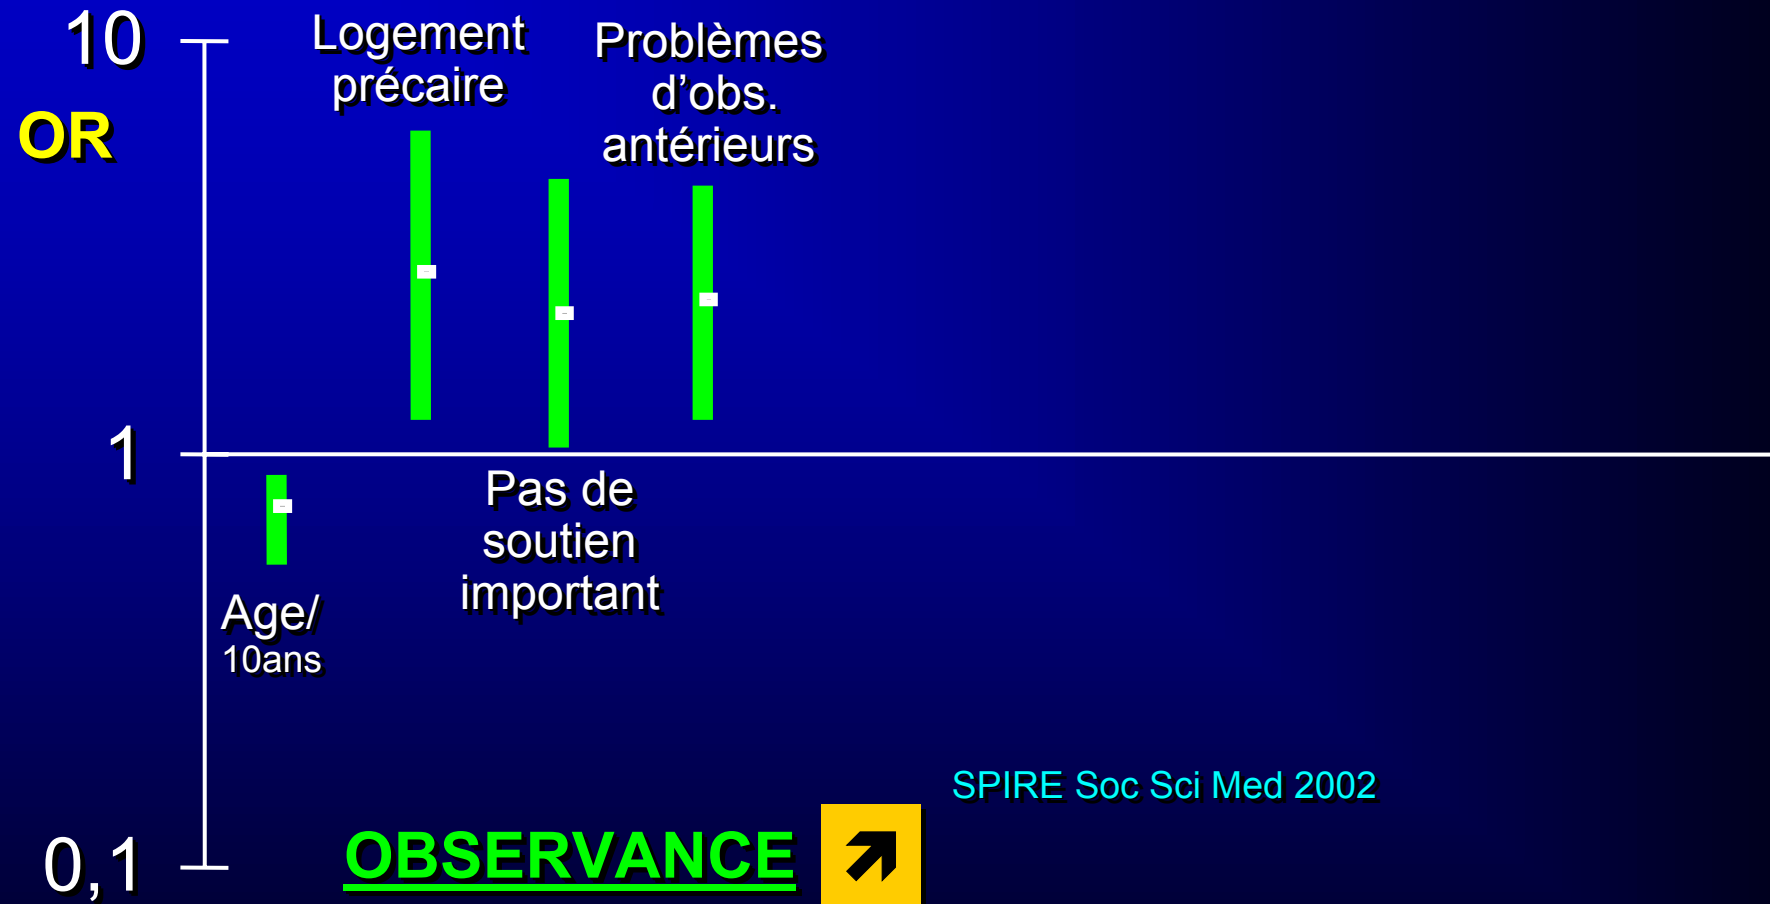 10
OR
1
0,1
Logement
précaire
Problèmes
d’obs.
antérieurs
Pas de
soutien
important
Age/
10ans
SPIRE Soc Sci Med 2002
OBSERVANCE